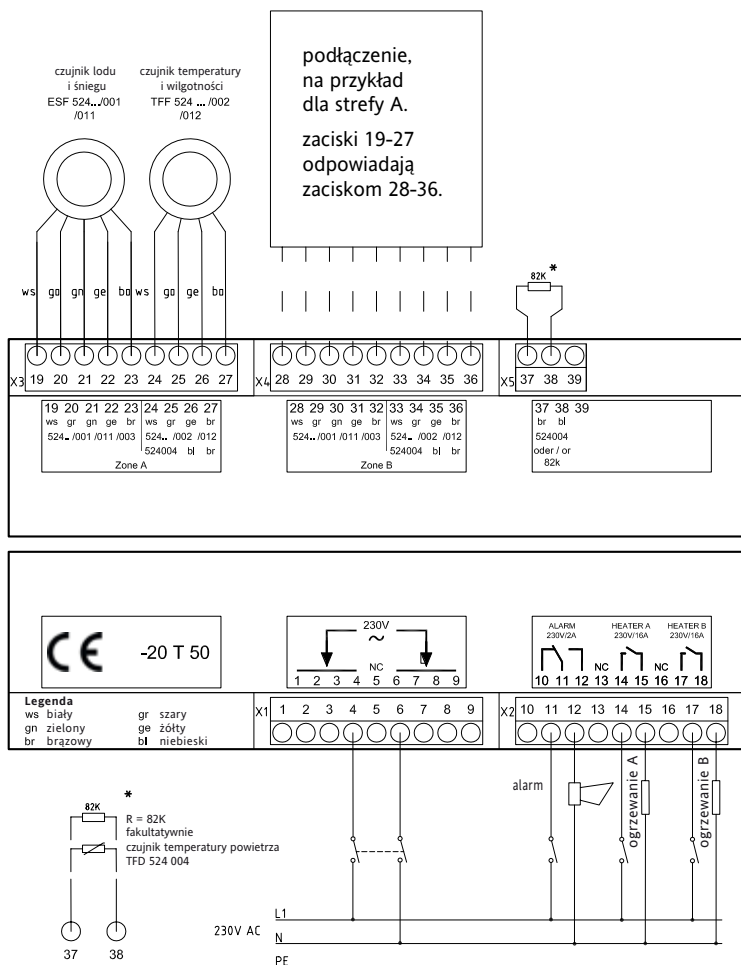 czujnik lodu
i śniegu
ESF 524../001
/011
czujnik temperatury
i wilgotności
TFF 524 ... /002
/012
podłączenie,
na przykład
dla strefy A.
zaciski 19-27
odpowiadają
zaciskom 28-36.
82K *
ws ge ws ge
X3 19 20 21 22 23 24 25 26 27
X4 28 29 30 31 32 33 34 35 36
X5 37 38 39
19 20 21 22 23 24 25 26 27
ws gr gn ge br ws gr ge br
524.. /001 /011 /003 524.. /002 /012
524004 bl br
Zone A
28 29 30 31 32 33 34 35 36
ws gr gn ge br ws gr ge br
524.. /001 /011 /003 524.. /002 /012
524004 bl br
Zone B
37 38 39
br bl
524004
oder / or
82k
CE -20 T 50
230V
~
NC
1 2 3 4 5 6 7 8 9
ALARM
230V/2A
HEATER A
230V/16A
HEATER B
230V/16A
NC NC
10 11 12 13 14 15 16 17 18
Legenda
ws biały gr szary
gn zielony ge żółty
br brązowy bl niebieski
X1 1 2 3 4 5 6 7 8 9
X2 10 11 12 13 14 15 16 17 18
alarm
ogrzewanie A
ogrzewanie B
*
82K
R = 82K
fakultatywnie
czujnik temperatury powietrza
TFD 524 004
37 38
230V AC
L1
N
PE